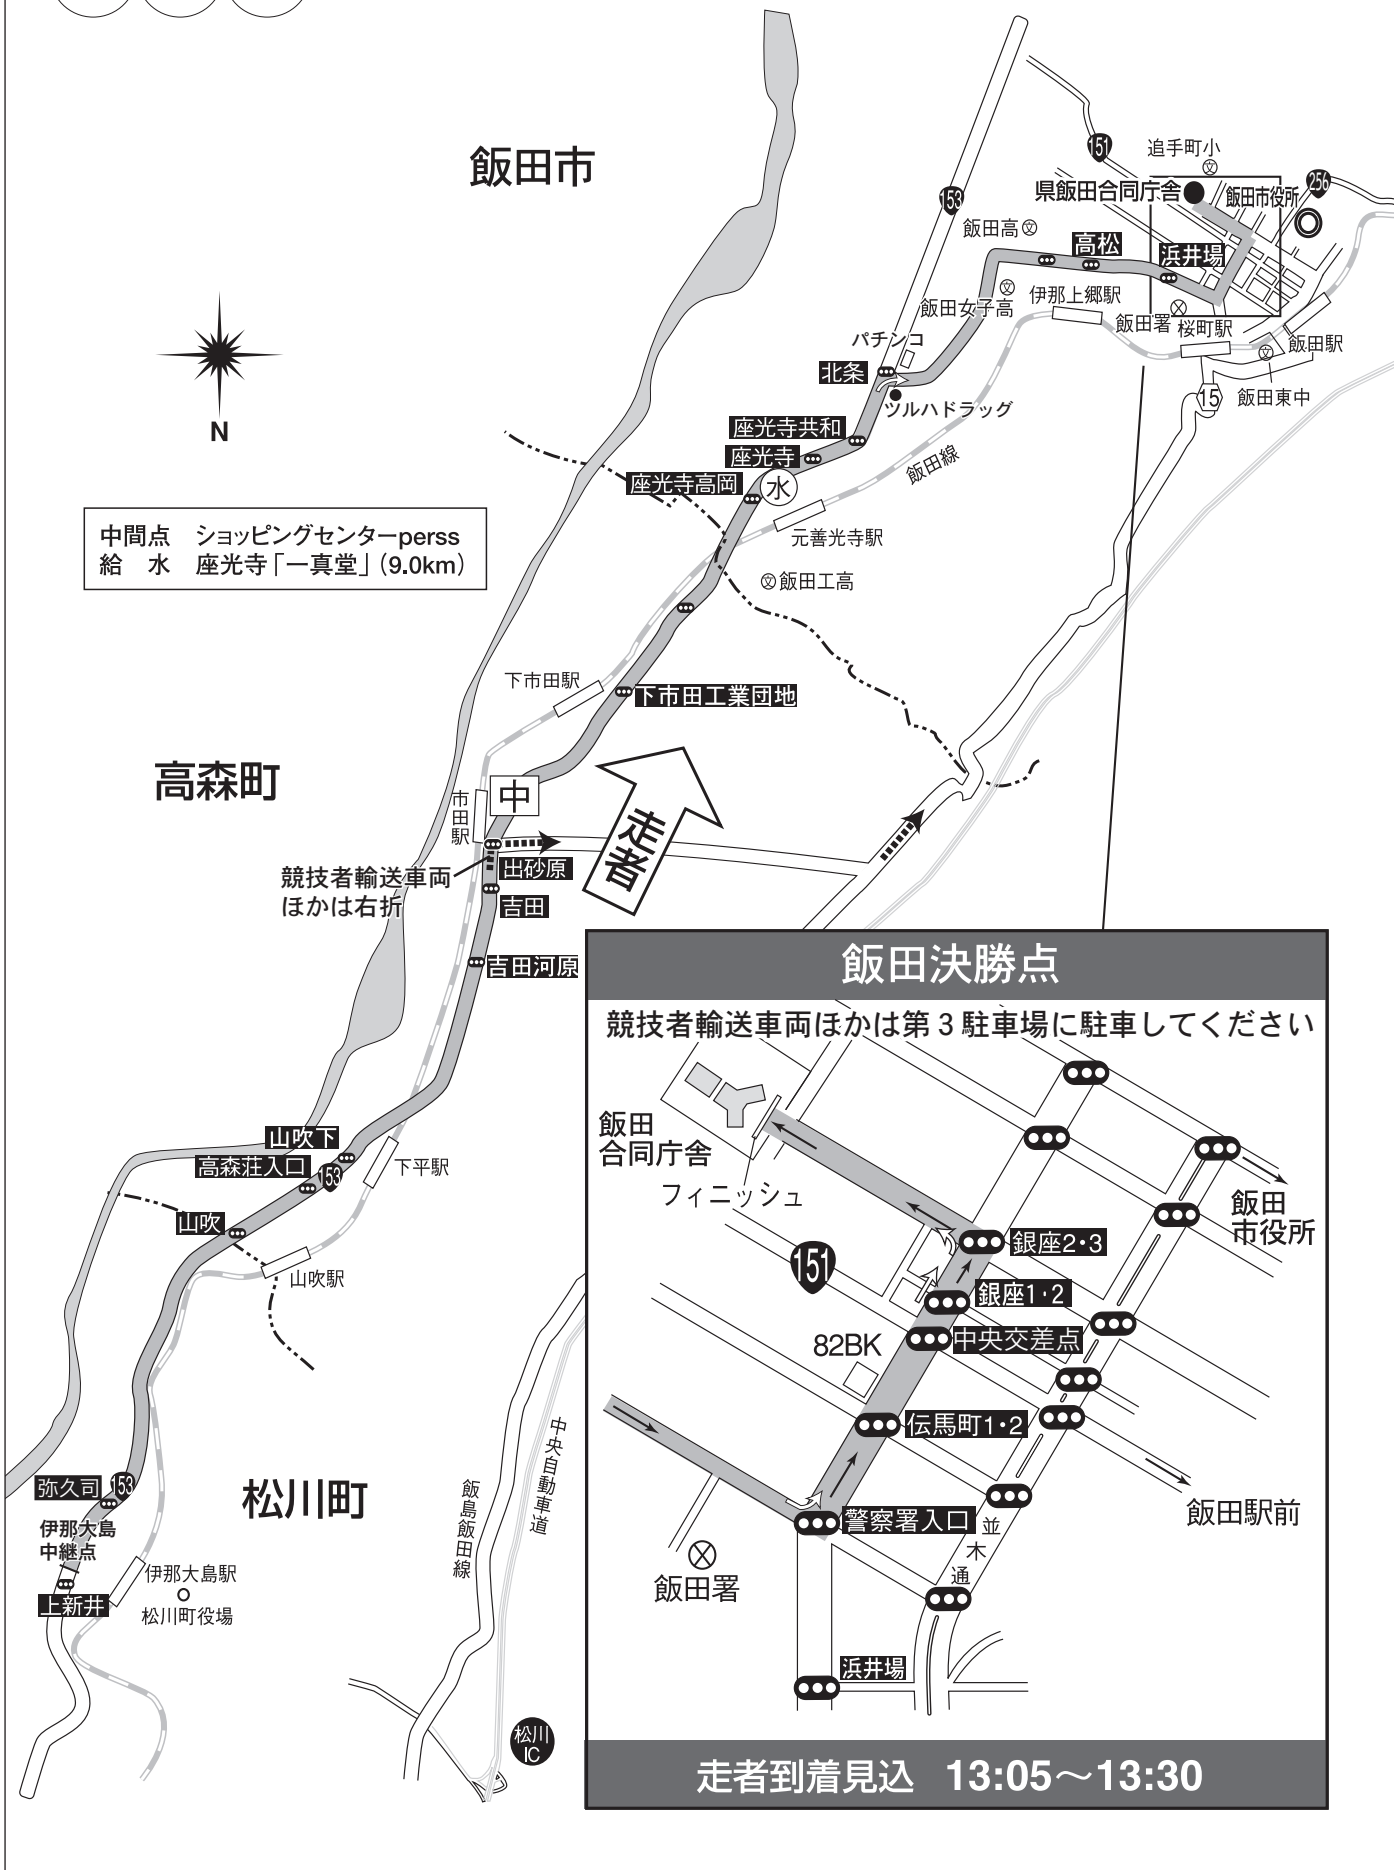 飯田市
151
追手町小
文
256
県飯田合同庁舎
飯田市役所
153
飯田高
文
高松
浜井場
文
飯田女子高
伊那上郷駅
飯田署
桜町駅
飯田駅
文
飯田東中
15
パチンコ
北条
ツルハドラッグ
N
座光寺共和
座光寺
座光寺高岡
水
飯田線
元善光寺駅
中間点 ショッピングセンターperss
給 水 座光寺「一真堂」(9.0km)
文飯田工高
下市田駅
下市田工業団地
高森町
中
市田駅
走者
競技者輸送車両
ほかは右折
出砂原
吉田
吉田河原
山吹下
高森荘入口
153
下平駅
山吹
山吹駅
弥久司
153
松川町
伊那大島
中継点
上新井
伊那大島駅
松川町役場
飯島飯田線
中央自動車道
松川
IC
飯田決勝点
競技者輸送車両ほかは第3駐車場に駐車してください
飯田
合同庁舎
フィニッシュ
飯田
市役所
151
銀座2・3
銀座1・2
中央交差点
82BK
伝馬町1・2
飯田駅前
警察署入口
並木通
飯田署
浜井場
走者到着見込 13:05～13:30